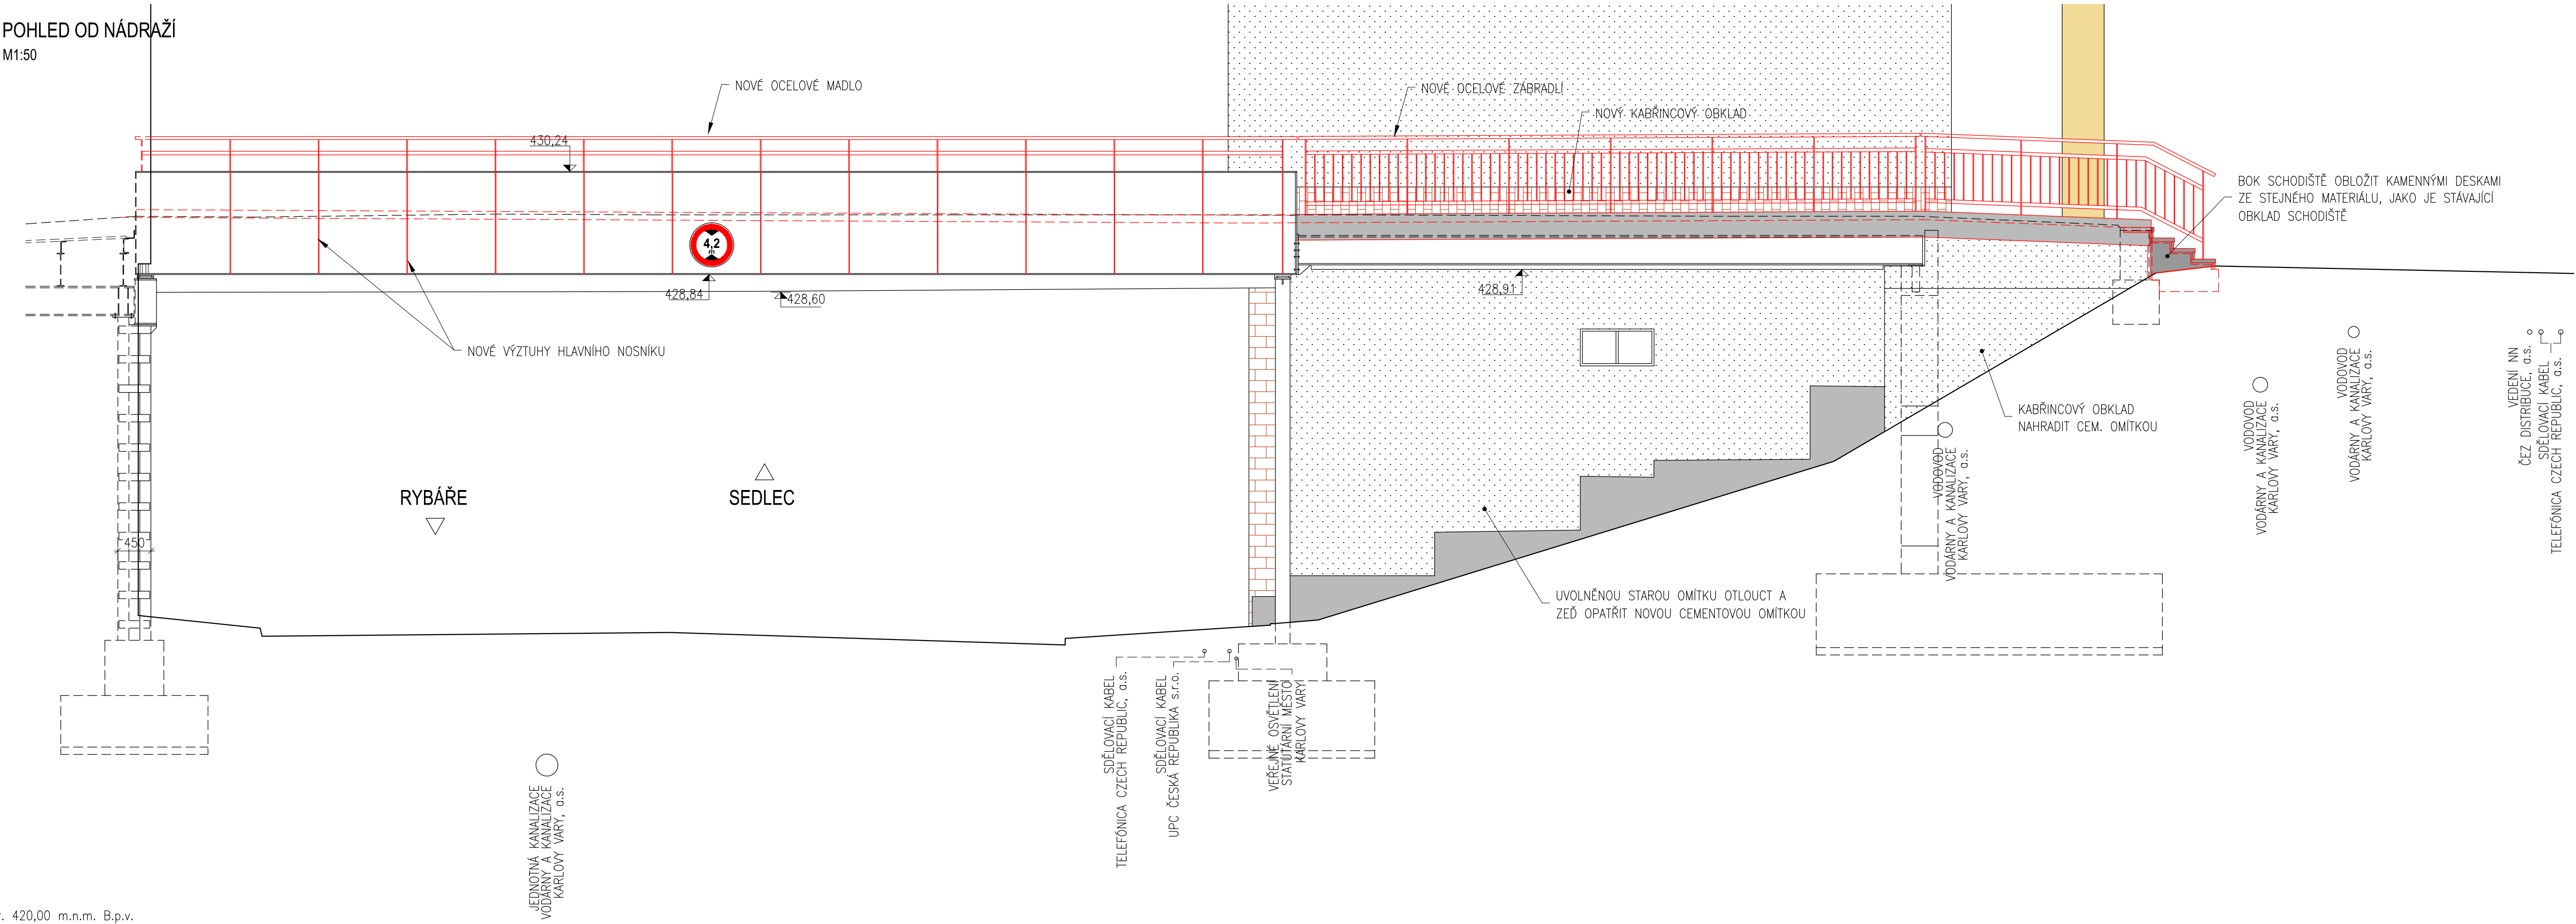 POHLED OD NÁDRAŽÍ
M1:50
NOVÉ OCELOVÉ MADLO
NOVÉ OCELOVÉ ZÁBRADLÍ
NOVÝ KABŘINCOVÝ OBKLAD
430,24
BOK SCHODIŠTĚ OBLOŽIT KAMENNÝMI DESKAMI
ZE STEJNÉHO MATERIÁLU, JAKO JE STÁVAJÍCÍ
OBKLAD SCHODIŠTĚ
4,2
m
428,84
428,60
428,91
NOVÉ VÝZTUHY HLAVNÍHO NOSNÍKU
KABŘINCOVÝ OBKLAD
NAHRADIT CEM. OMÍTKOU
RYBÁŘE
SEDLEC
450
UVOLNĚNOU STAROU OMÍTKU OTLOUCT A
ZEĎ OPATŘIT NOVOU CEMENTOVOU OMÍTKOU
JEDNOTNÁ KANALIZACE
VODÁRNY A KANALIZACE
KARLOVY VARY, a.s.
SDĚLOVACÍ KABEL
TELEFÓNICA CZECH REPUBLIC, a.s.
SDĚLOVACÍ KABEL
UPC ČESKÁ REPUBLIKA s.r.o.
VEŘEJNÉ OSVĚTLENÍ
STATUTÁRNÍ MĚSTO
KARLOVY VARY
VODOVOD
VODÁRNY A KANALIZACE
KARLOVY VARY, a.s.
VODOVOD
VODÁRNY A KANALIZACE
KARLOVY VARY, a.s.
VODOVOD
VODÁRNY A KANALIZACE
KARLOVY VARY, a.s.
VEDENÍ NN
ČEZ DISTRIBUCE, a.s.
SDĚLOVACÍ KABEL
TELEFÓNICA CZECH REPUBLIC, a.s.
420,00 m.n.m. B.p.v.